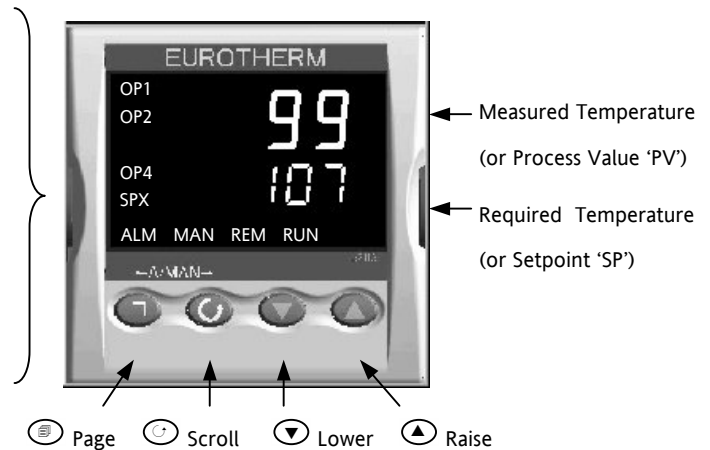 EUROTHERM
OP1
OP2
99
Measured Temperature
(or Process Value ‘PV’)
OP4
SPX
107
Required Temperature
(or Setpoint ‘SP’)
ALM MAN REM RUN
A/MAN
Page Scroll Lower Raise